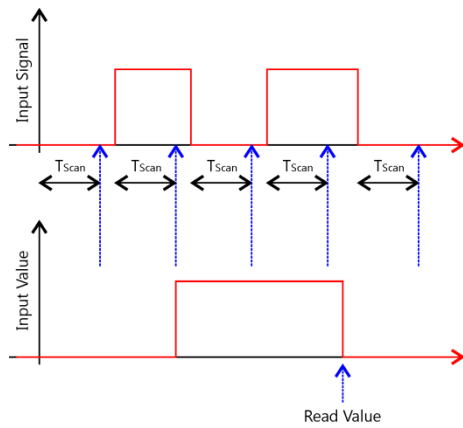 Input Signal
TScan
TScan
TScan
TScan
TScan
Input Value
Read Value